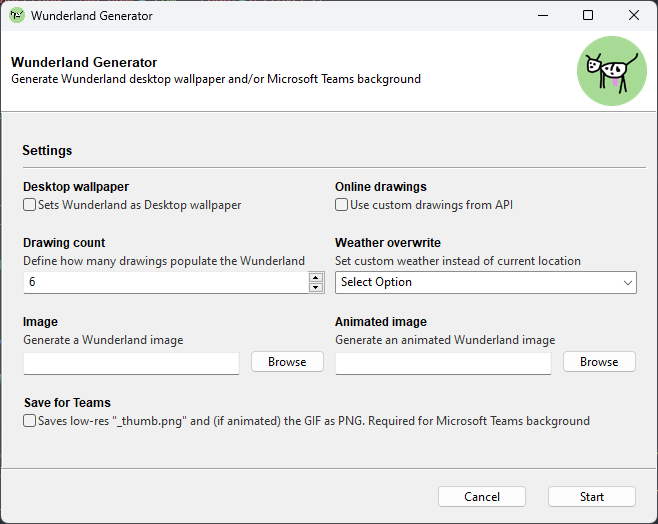 Wunderland Generator
Wunderland Generator
Generate Wunderland desktop wallpaper and/or Microsoft Teams background
Settings
Desktop wallpaper
Sets Wunderland as Desktop wallpaper
Online drawings
Use custom drawings from API
Drawing count
Define how many drawings populate the Wunderland
6
Weather overwrite
Set custom weather instead of current location
Select Option
Image
Generate a Wunderland image
Browse
Animated image
Generate an animated Wunderland image
Browse
Save for Teams
Saves low-res "_thumb.png" and (if animated) the GIF as PNG. Required for Microsoft Teams background
Cancel
Start